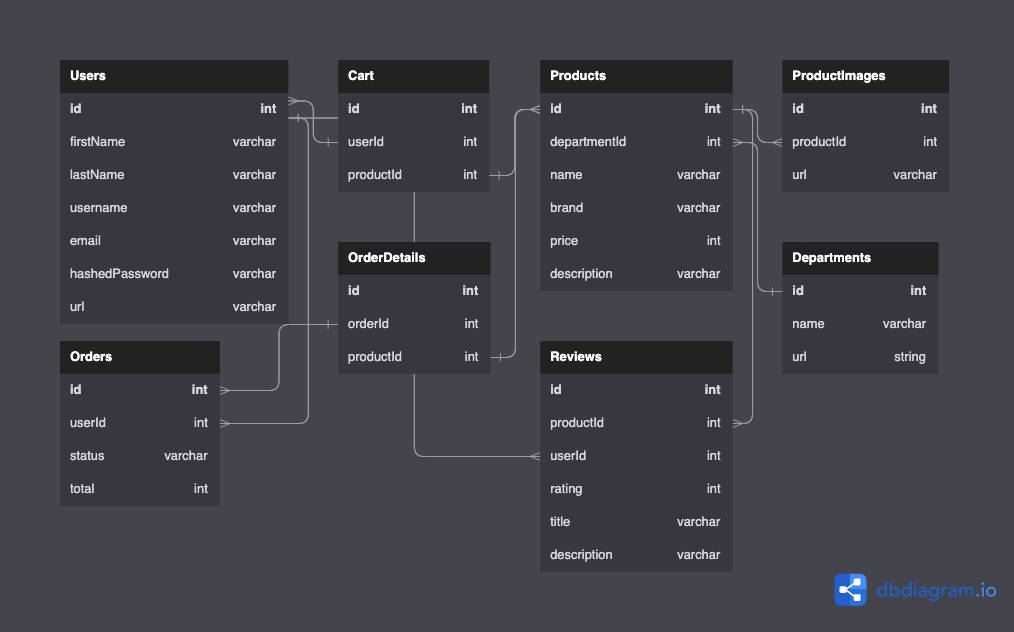 Users
id int
firstName varchar
lastName varchar
username varchar
email varchar
hashedPassword varchar
url varchar
Cart
id int
userId int
productId int
Products
id int
departmentId int
name varchar
brand varchar
price int
description varchar
ProductImages
id int
productId int
url varchar
OrderDetails
id int
orderId int
productId int
Departments
id int
name varchar
url string
Orders
id int
userId int
status varchar
total int
Reviews
id int
productId int
userId int
rating int
title varchar
description varchar
dbdiagram.io